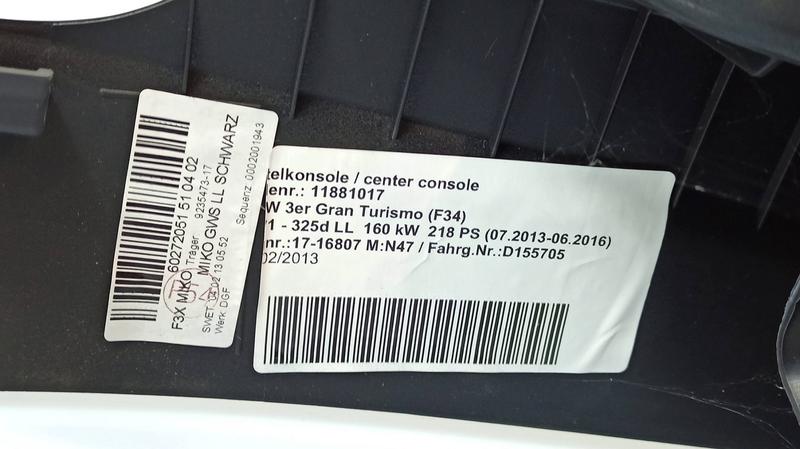 60272051 51 04 02
F3X MIKO Träger 9235473-17
MIKO GWS LL SCHWARZ
SWET 04 02 13 05 52
Werk:DGF
Sequenz: 0002001943
telkonsole / center console
enr.: 11881017
W 3er Gran Turismo (F34)
1 - 325d LL 160 kW 218 PS (07.2013-06.2016)
nr.:17-16807 M:N47 / Fahrg.Nr.:D155705
02/2013